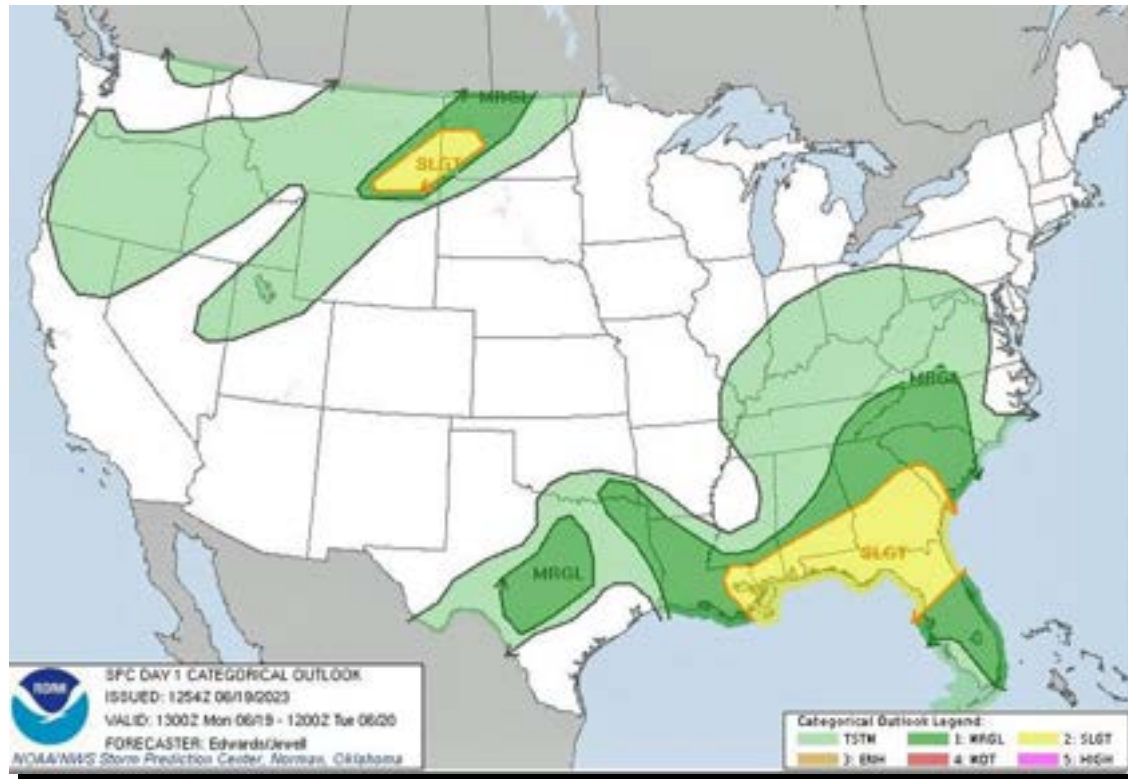 MRGL
SLGT
MRGL
SLGT
MRGL
SPC DAY 1 CATEGORICAL OUTLOOK
ISSUED: 1254Z 06/19/2023
VALID: 1300Z Mon 06/19 - 1200Z Tue 06/20
FORECASTER: Edwards/Jewell
NOAA/NWS Storm Prediction Center, Norman, Oklahoma
NOAA
Categorical Outlook Legend:
TSTM 1: MRGL 2: SLGT
3: ENH 4: MDT 5: HIGH